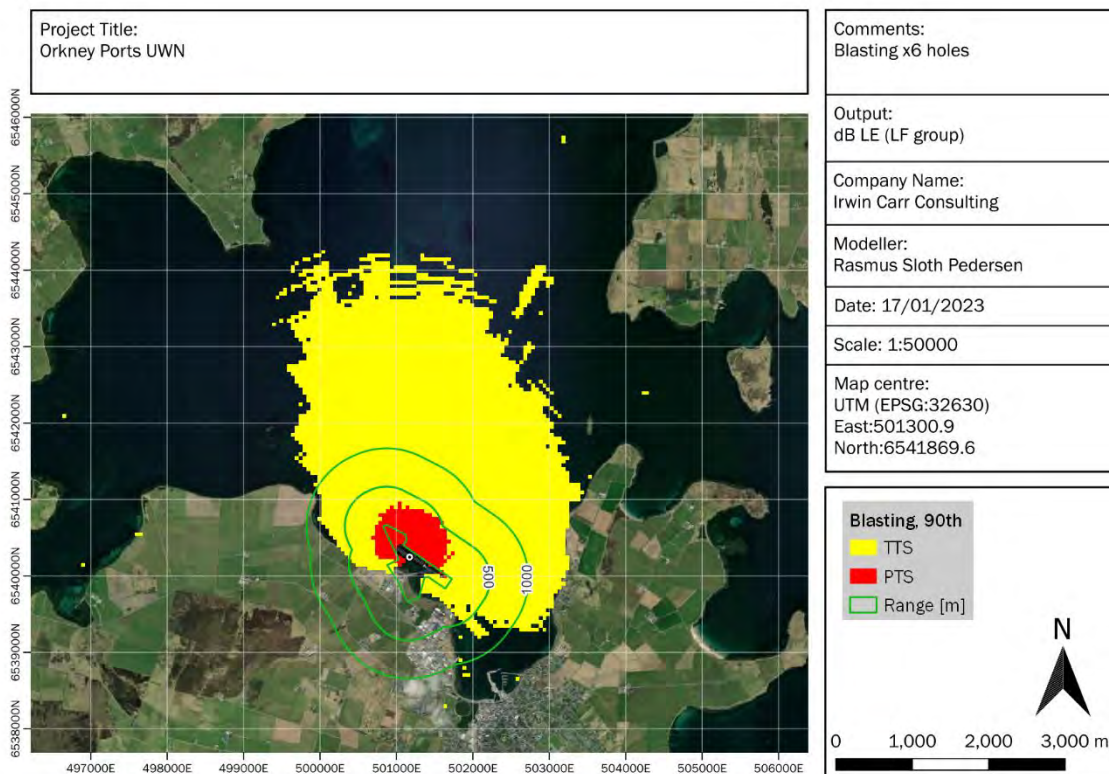 Project Title:
Orkney Ports UWN
Comments:
Blasting x6 holes
Output:
dB LE (LF group)
Company Name:
Irwin Carr Consulting
Modeller:
Rasmus Sloth Pedersen
Date: 17/01/2023
Scale: 1:50000
Map centre:
UTM (EPSG:32630)
East:501300.9
North:6541869.6
6546000N
6545000N
6544000N
6543000N
6542000N
6541000N
6540000N
6539000N
6538000N
500
1000
497000E 498000E 499000E 500000E 501000E 502000E 503000E 504000E 505000E 506000E
Blasting, 90th
TTS
PTS
Range [m]
N
0 1,000 2,000 3,000 m